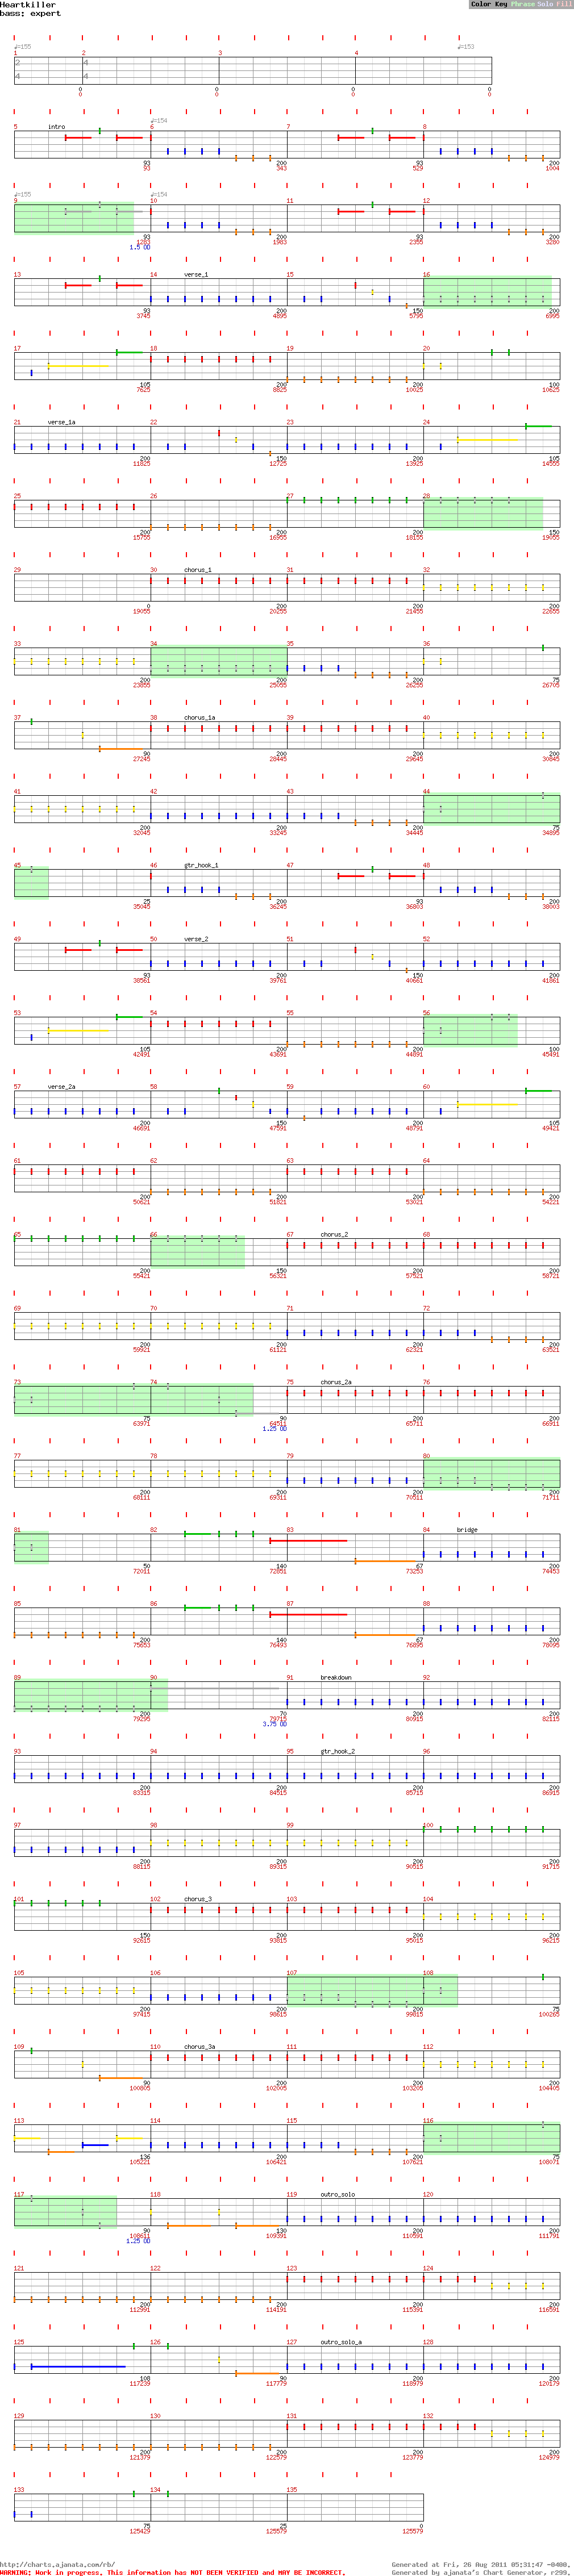 Heartkiller
bass: expert
Color Key Phrase Solo Fill
♩=155 ♩=153
1 2 3 4
2 4
4 4
0 0 0 0
♩=154
5 intro 6 7 8
93 200 93 200
93 343 529 1004
♩=155 ♩=154
9 10 11 12
93 200 93 200
1283 1983 2355 3280
1.5 OD
13 14 verse_1 15 16
93 200 150 200
3745 4895 5795 6995
17 18 19 20
105 200 200 100
7625 8825 10025 10625
21 verse_1a 22 23 24
200 150 200 105
11825 12725 13925 14555
25 26 27 28
200 200 200 150
15755 16955 18155 19055
29 30 chorus_1 31 32
0 200 200 200
19055 20255 21455 22655
33 34 35 36
200 200 200 75
23855 25055 26255 26705
37 38 chorus_1a 39 40
90 200 200 200
27245 28445 29645 30845
41 42 43 44
200 200 200 75
32045 33245 34445 34895
45 46 gtr_hook_1 47 48
25 200 93 200
35045 36245 36803 38003
49 50 verse_2 51 52
93 200 150 200
38561 39761 40661 41861
53 54 55 56
105 200 200 100
42491 43691 44891 45491
57 verse_2a 58 59 60
200 150 200 105
46691 47591 48791 49421
61 62 63 64
200 200 200 200
50621 51821 53021 54221
65 66 67 chorus_2 68
200 150 200 200
55421 56321 57521 58721
69 70 71 72
200 200 200 200
59921 61121 62321 63521
73 74 75 chorus_2a 76
75 90 200 200
63971 64511 65711 66911
1.25 OD
77 78 79 80
200 200 200 200
68111 69311 70511 71711
81 82 83 84 bridge
50 140 67 200
72011 72851 73253 74453
85 86 87 88
200 140 67 200
75653 76493 76895 78095
89 90 91 breakdown 92
200 70 200 200
79295 79715 80915 82115
3.75 OD
93 94 95 gtr_hook_2 96
200 200 200 200
83315 84515 85715 86915
97 98 99 100
200 200 200 200
88115 89315 90515 91715
101 102 chorus_3 103 104
150 200 200 200
92615 93815 95015 96215
105 106 107 108
200 200 200 75
97415 98615 99815 100265
109 110 chorus_3a 111 112
90 200 200 200
100805 102005 103205 104405
113 114 115 116
136 200 200 75
105221 106421 107621 108071
117 118 119 outro_solo 120
90 130 200 200
108611 109391 110591 111791
1.25 OD
121 122 123 124
200 200 200 200
112991 114191 115391 116591
125 126 127 outro_solo_a 128
108 90 200 200
117239 117779 118979 120179
129 130 131 132
200 200 200 200
121379 122579 123779 124979
133 134 135
75 25 0
125429 125579 125579
http://charts.ajanata.com/rb/ Generated at Fri, 26 Aug 2011 05:31:47 -0400,
WARNING: Work in progress. This information has NOT BEEN VERIFIED and MAY BE INCORRECT. Generated by ajanata's Chart Generator, r299,